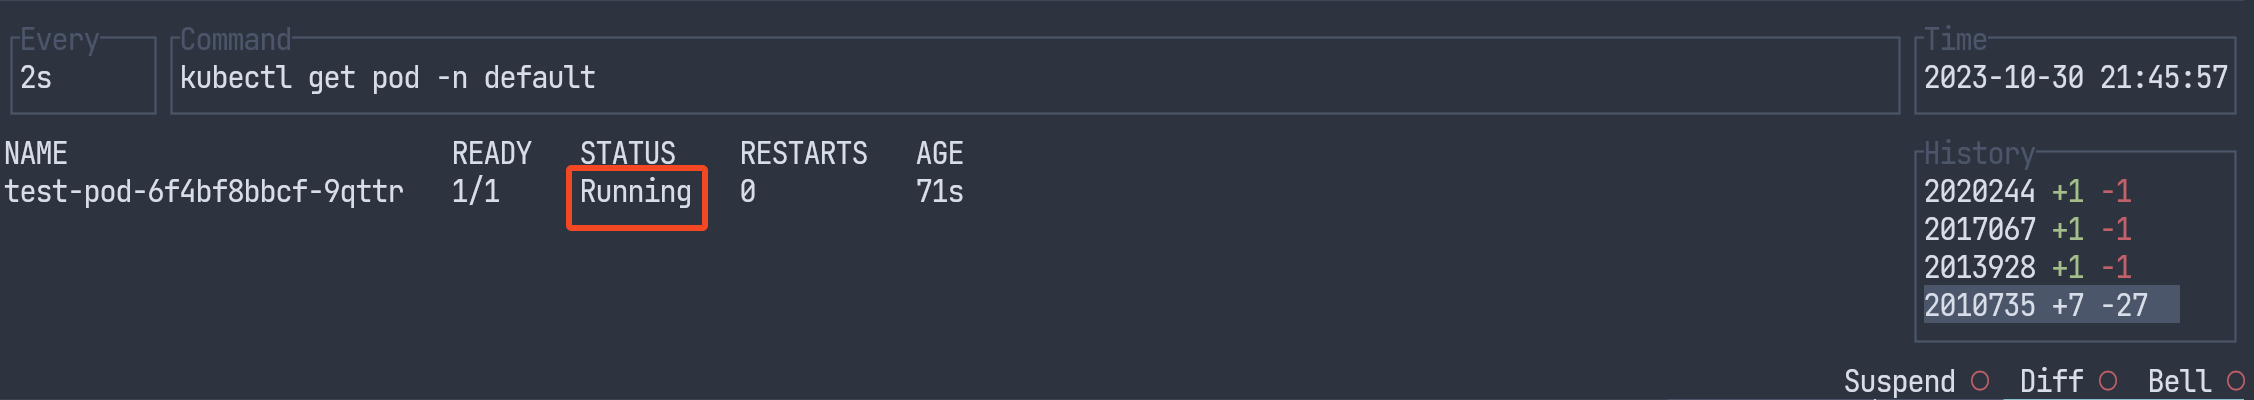 Every Command Time
2s kubectl get pod -n default 2023-10-30 21:45:57
NAME READY STATUS RESTARTS AGE History
test-pod-6f4bf8bbcf-9qttr 1/1 Running 0 71s 2020244 +1 -1
2017067 +1 -1
2013928 +1 -1
2010735 +7 -27
Suspend Diff Bell